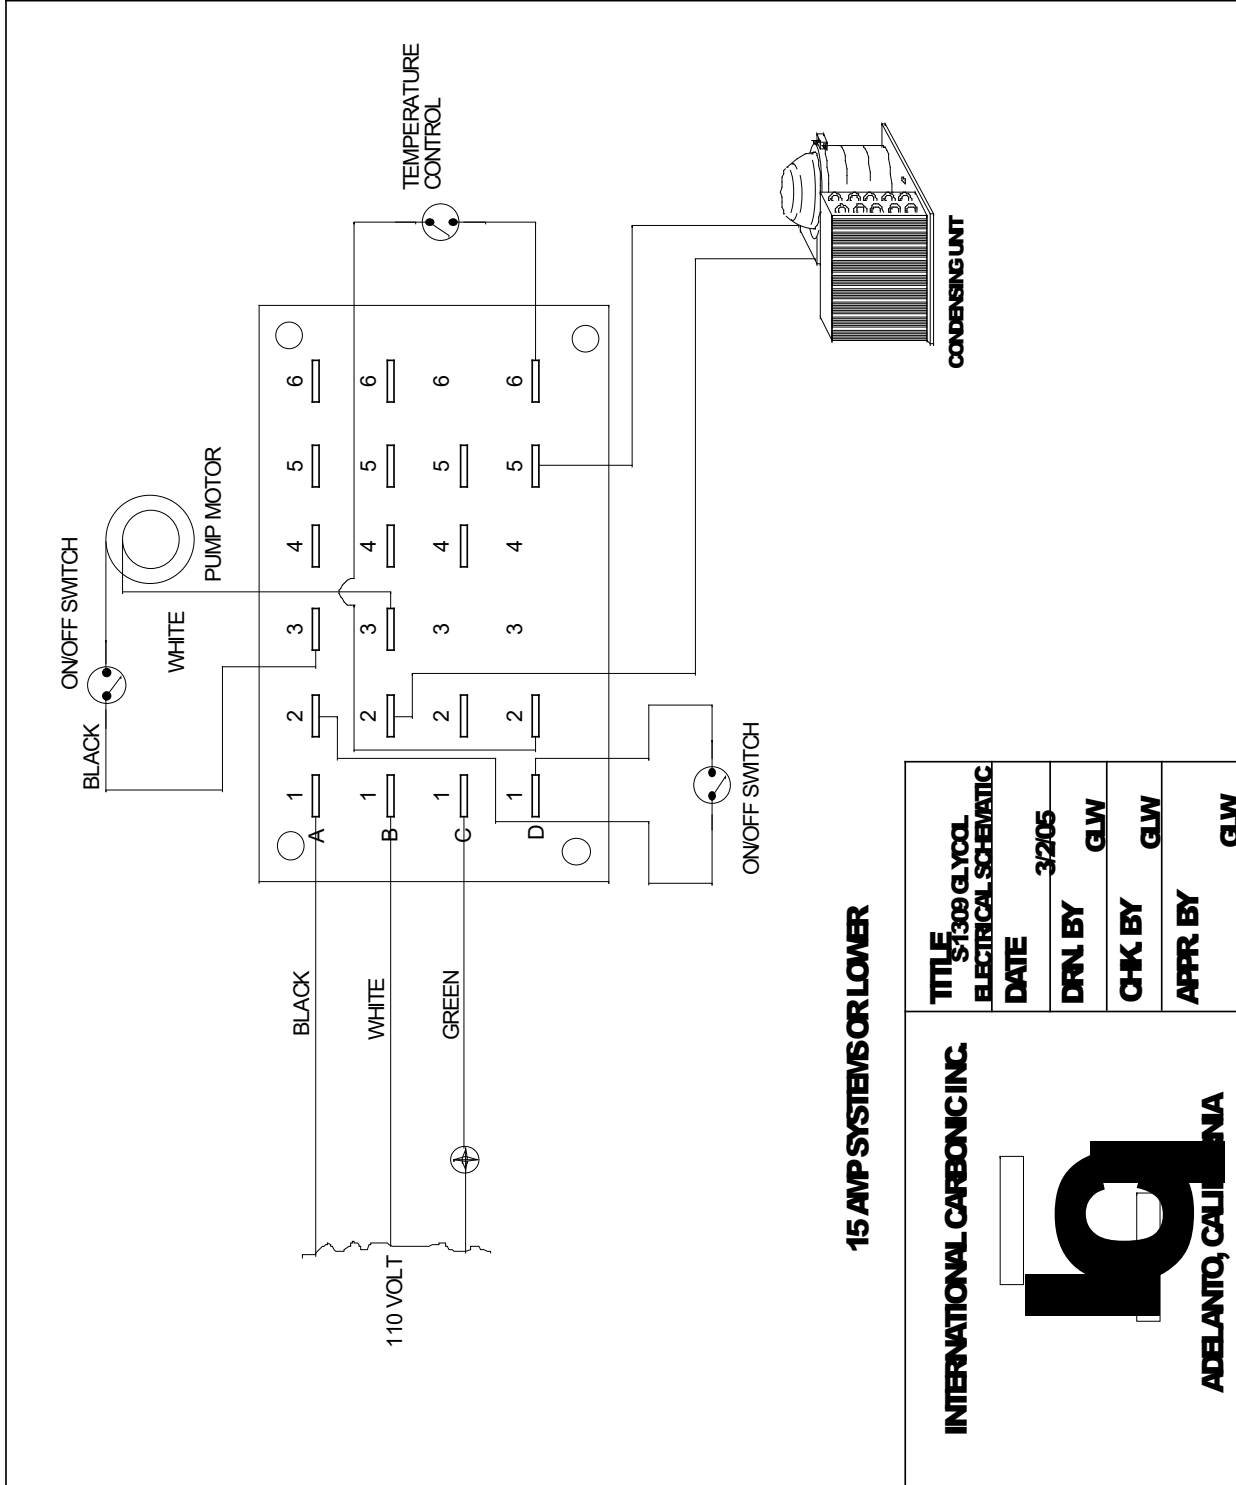 ON/OFF SWITCH
BLACK
WHITE
PUMP MOTOR
TEMPERATURE
CONTROL
A 1 2 3 4 5 6
B 1 2 3 4 5 6
C 1 2 3 4 5 6
D 1 2 3 4 5 6
BLACK
WHITE
GREEN
110 VOLT
ON/OFF SWITCH
CONDENSING UNIT
15 AMP SYSTEMS OR LOWER
INTERNATIONAL CARBONIC INC.
ADELANTO,
TITLE
S-1309 GLYCOL
ELECTRICAL SCHEMATIC
DATE
3/2/05
DRN. BY
GLW
CHK. BY
GLW
APPR. BY
GLW